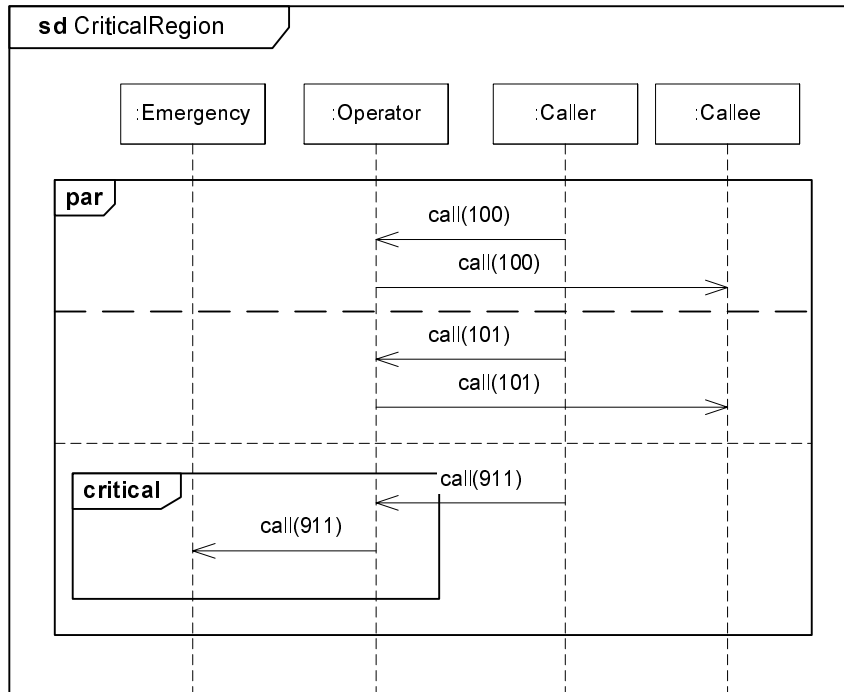 sd CriticalRegion
:Emergency :Operator :Caller :Callee
par
call(100)
call(100)
call(101)
call(101)
critical
call(911)
call(911)